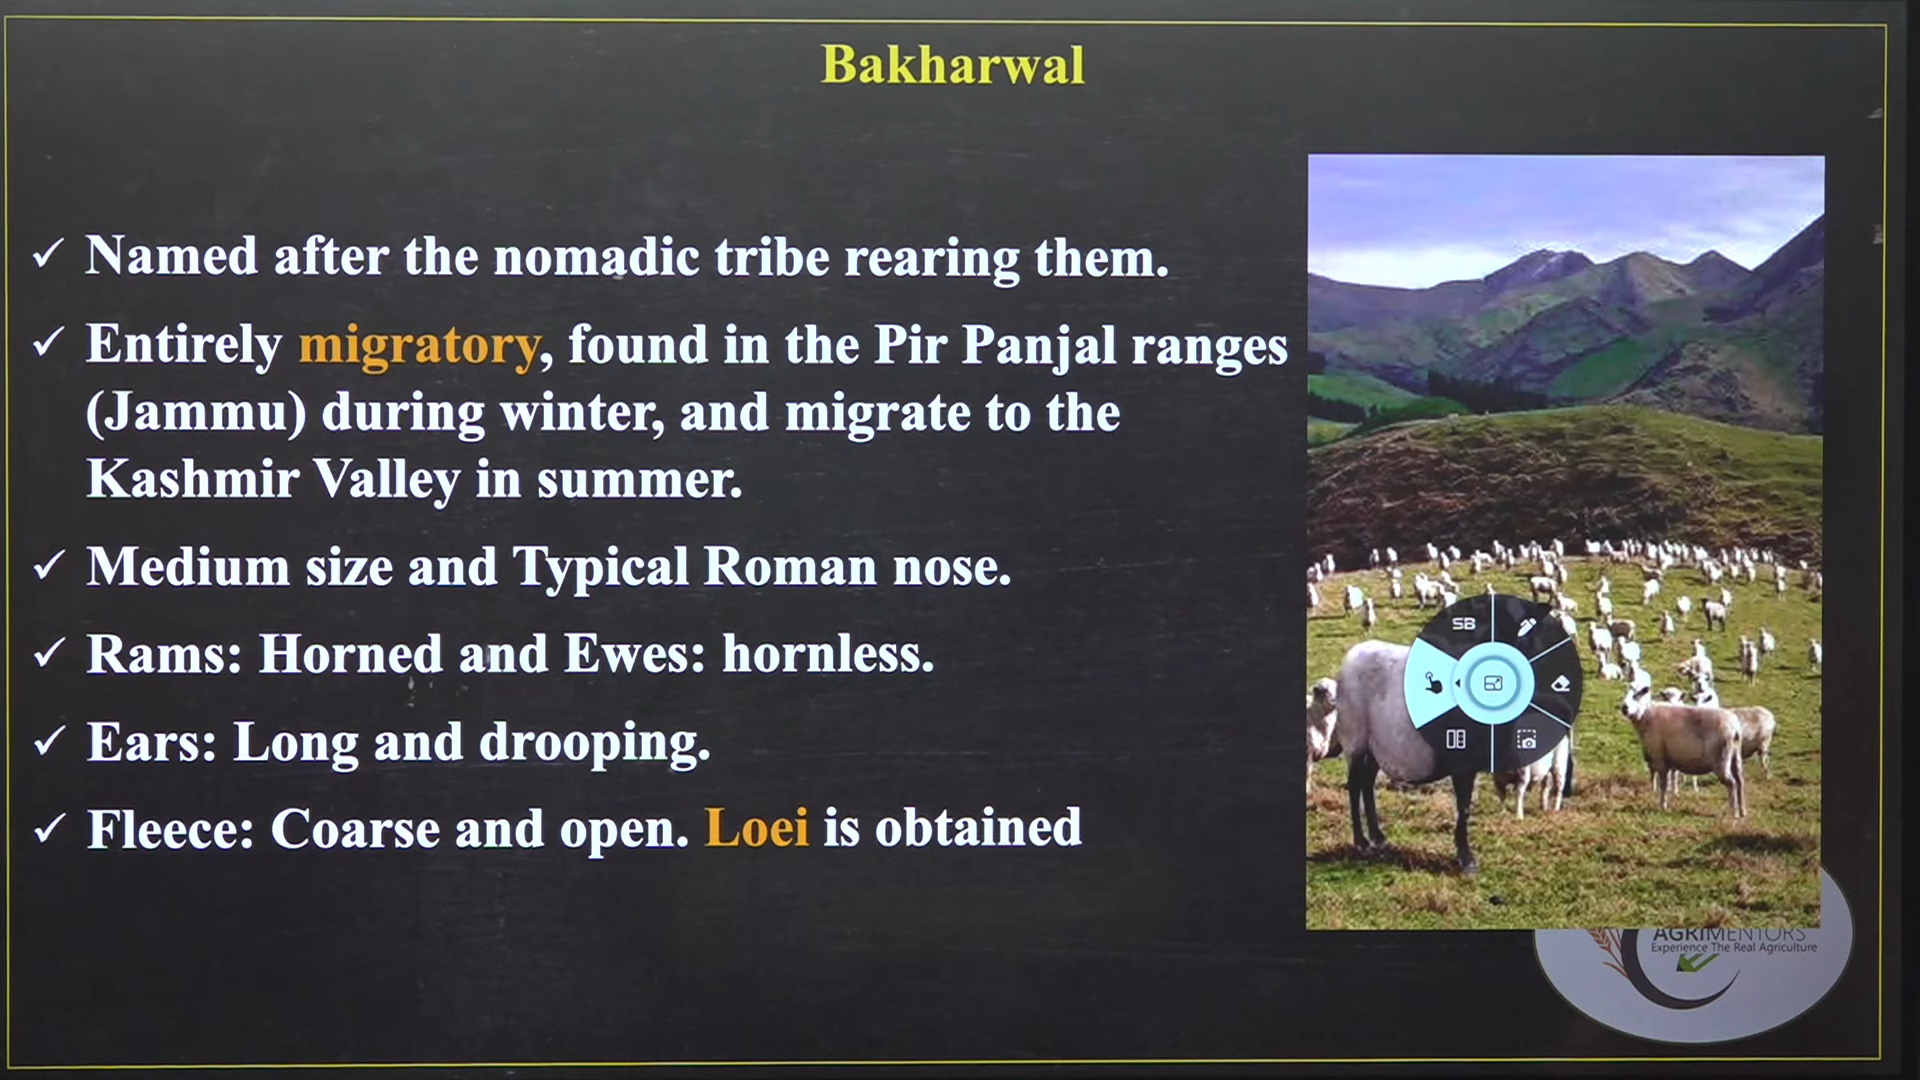 Bakharwal
✓ Named after the nomadic tribe rearing them.
✓ Entirely migratory, found in the Pir Panjal ranges
(Jammu) during winter, and migrate to the
Kashmir Valley in summer.
✓ Medium size and Typical Roman nose.
✓ Rams: Horned and Ewes: hornless.
✓ Ears: Long and drooping.
✓ Fleece: Coarse and open. Loei is obtained
SB
AGRIMENTORS
Experience The Real Agriculture